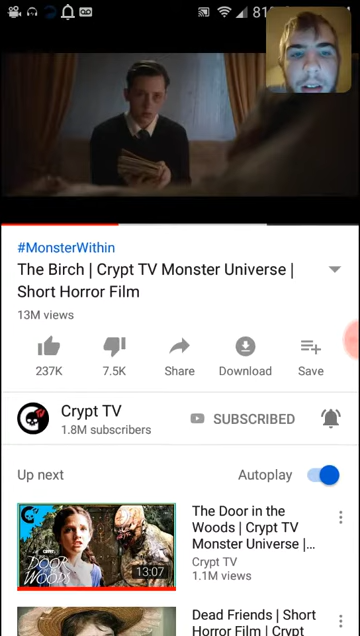 #MonsterWithin
The Birch | Crypt TV Monster Universe |
Short Horror Film
13M views
237K
7.5K
Share
Download
Save
Crypt TV
1.8M subscribers
SUBSCRIBED
Up next
Autoplay
DOOR
WOODS
13:07
The Door in the
Woods | Crypt TV
Monster Universe |...
Crypt TV
1.1M views
Dead Friends | Short
Horror Film | Crypt